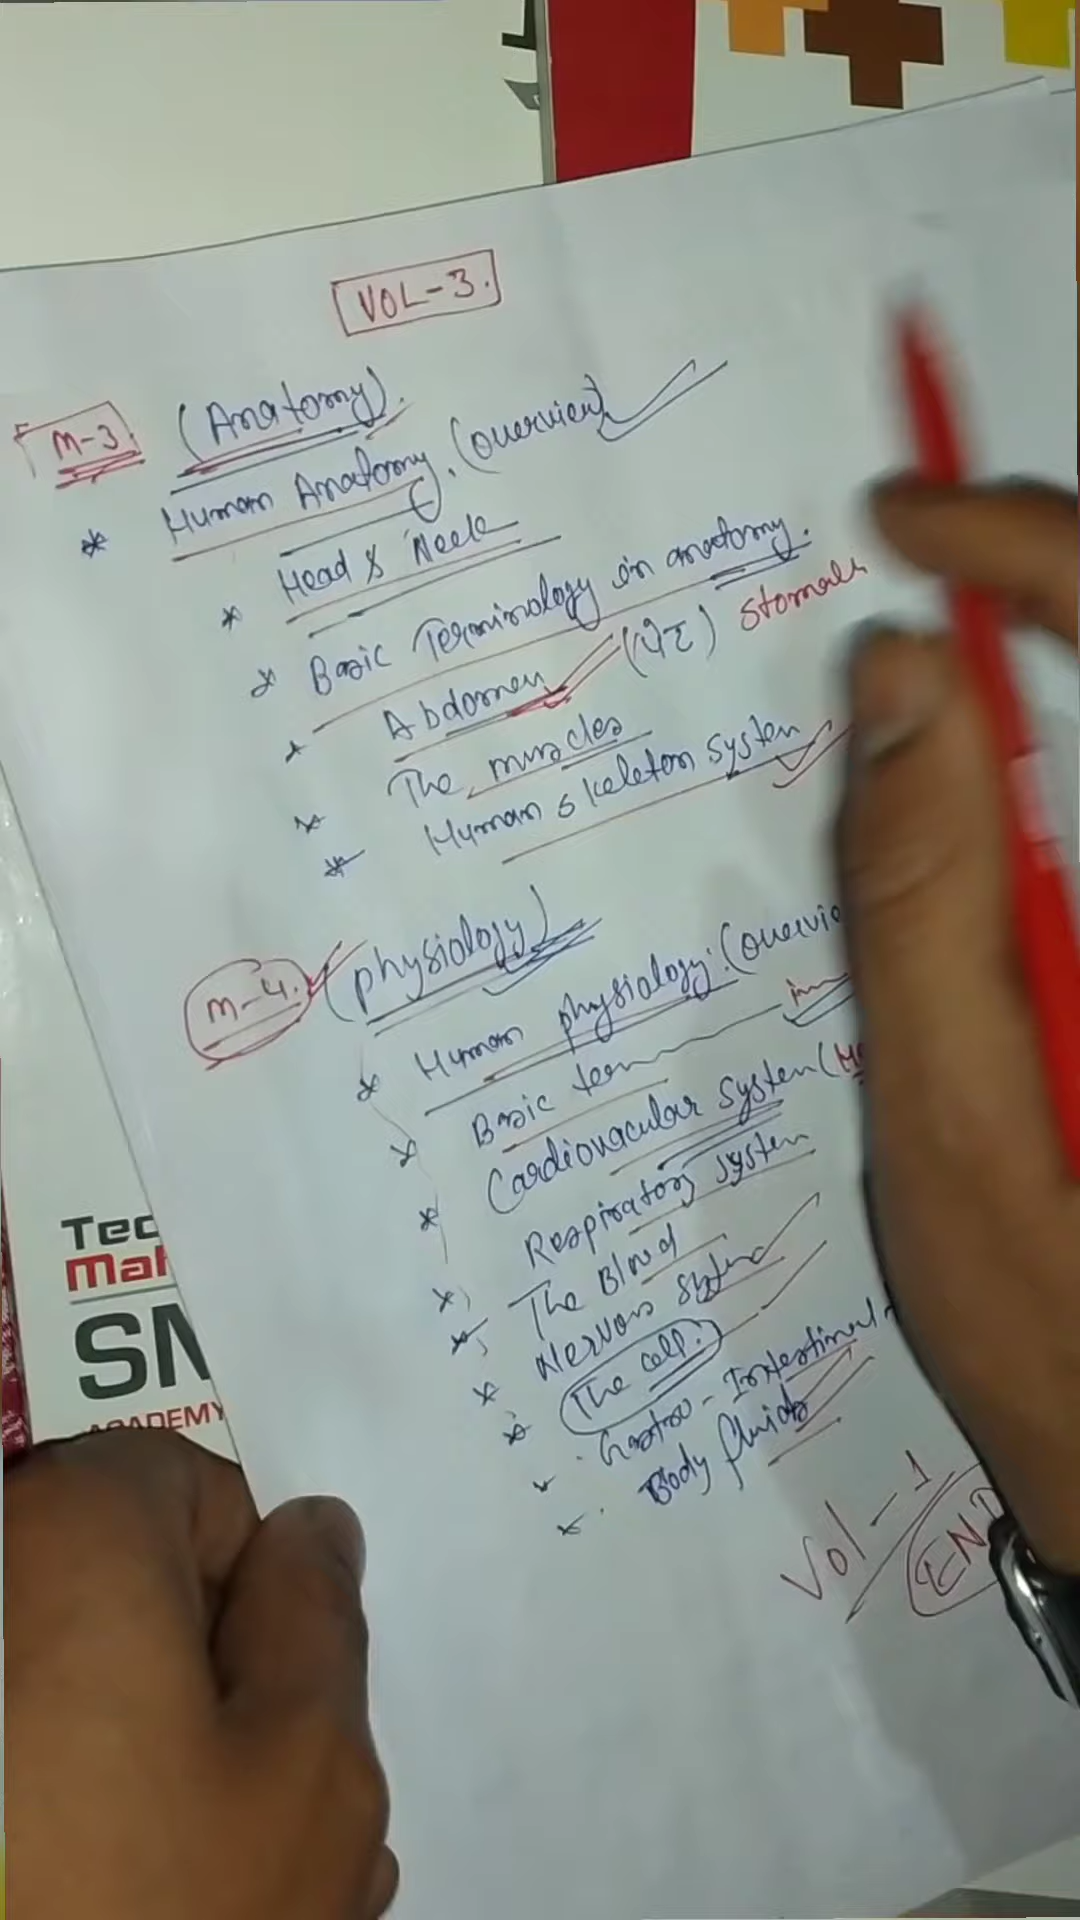 VOL-3.
M-3 (Anatomy).
* Human Anatomy. (Overview)
* Head & Neck
* Basic Terminology in anatomy.
* Abdomen (पेट) Stomach
* The muscles
* Human skeleton system
M-4. (physiology)
* Human physiology. (Overvie
* Basic term
* Cardiovacular system (
* Respiratory system
* The Blood
* Nervous system
* The cell.
* Gastro-Intestinal
* Body fluids
Vol-1
END
Tec
Mah
SM
ACADEMY